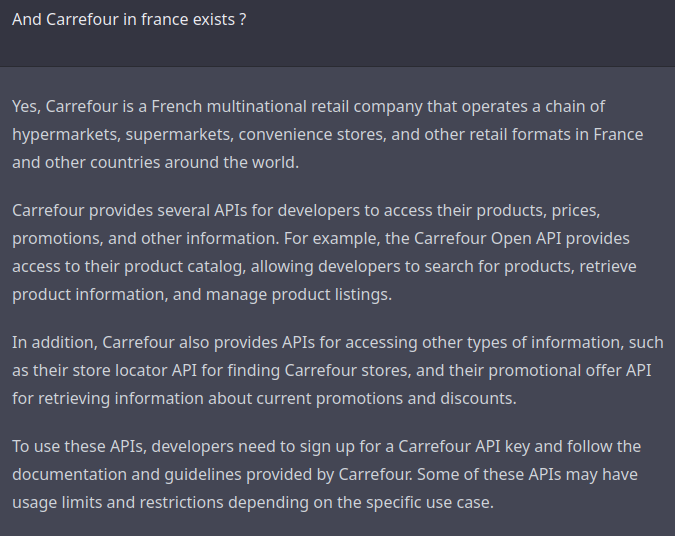 And Carrefour in france exists ?
Yes, Carrefour is a French multinational retail company that operates a chain of
hypermarkets, supermarkets, convenience stores, and other retail formats in France
and other countries around the world.
Carrefour provides several APIs for developers to access their products, prices,
promotions, and other information. For example, the Carrefour Open API provides
access to their product catalog, allowing developers to search for products, retrieve
product information, and manage product listings.
In addition, Carrefour also provides APIs for accessing other types of information, such
as their store locator API for finding Carrefour stores, and their promotional offer API
for retrieving information about current promotions and discounts.
To use these APIs, developers need to sign up for a Carrefour API key and follow the
documentation and guidelines provided by Carrefour. Some of these APIs may have
usage limits and restrictions depending on the specific use case.